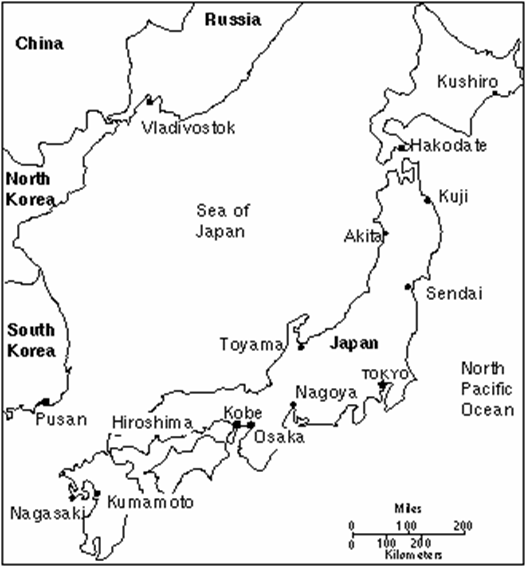 Russia
China
Kushiro
Vladivostok
Hakodate
North
Korea
Kuji
Sea of
Japan
Akita
Sendai
South
Korea
Toyama
Japan
TOKYO
North
Pacific
Ocean
Nagoya
Pusan
Hiroshima
Kobe
Osaka
Nagasaki
Kumamoto
Miles
0 100 200
0 100 200
Kilometers